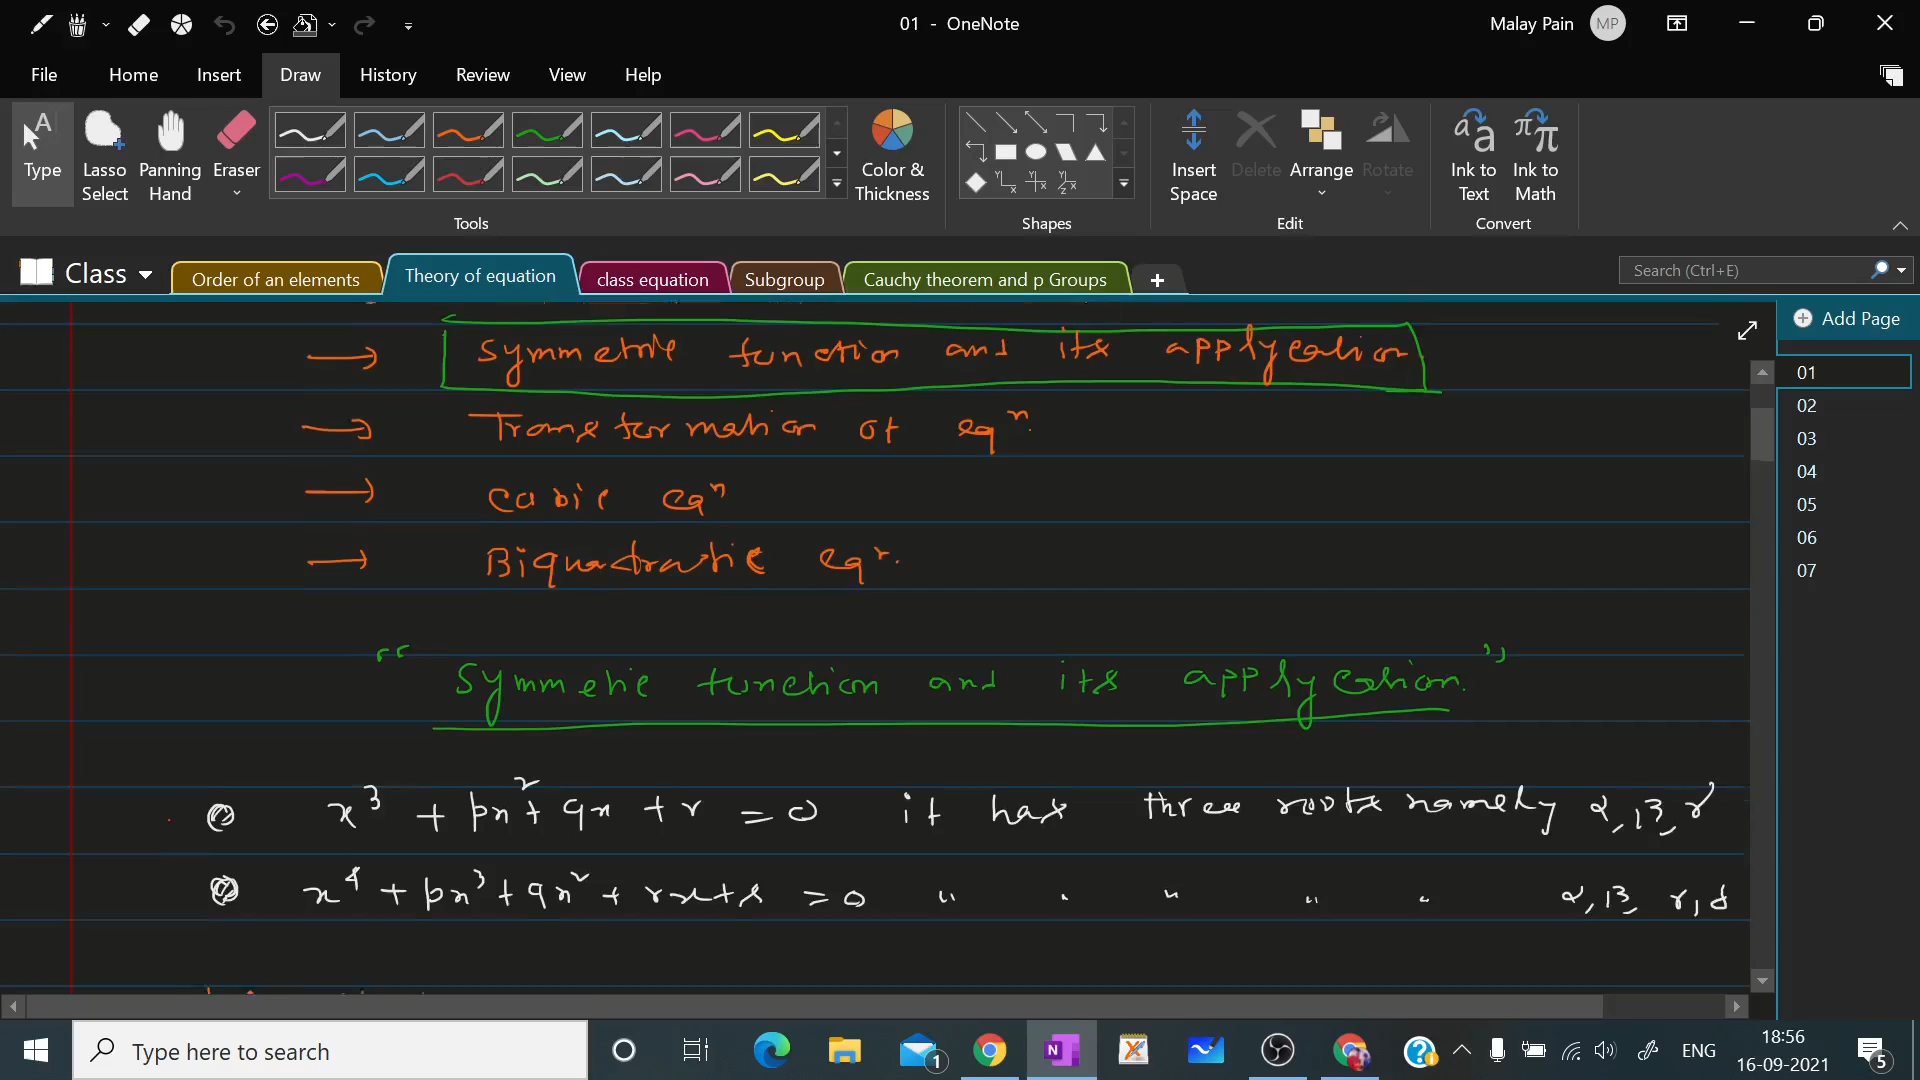 01 - OneNote
Malay Pain MP
File Home Insert Draw History Review View Help
Type Lasso Select Panning Hand Eraser Color & Thickness Insert Space Delete Arrange Rotate Ink to Text Ink to Math
Tools Shapes Edit Convert
Class Order of an elements Theory of equation class equation Subgroup Cauchy theorem and p Groups + Search (Ctrl+E)
Add Page
01
02
03
04
05
06
07
→ Symmetric function and its applycation
→ Transformation of eqⁿ.
→ Cubic eqⁿ
→ Biquadratic eqⁿ.
"Symmetric function and its applycation."
x³ + px² + qx + r = 0 it has three roots namely α, β, γ
x⁴ + px³ + qx² + rx + s = 0 " " " " " α, β, γ, δ
Type here to search
1
ENG
18:56
16-09-2021
5